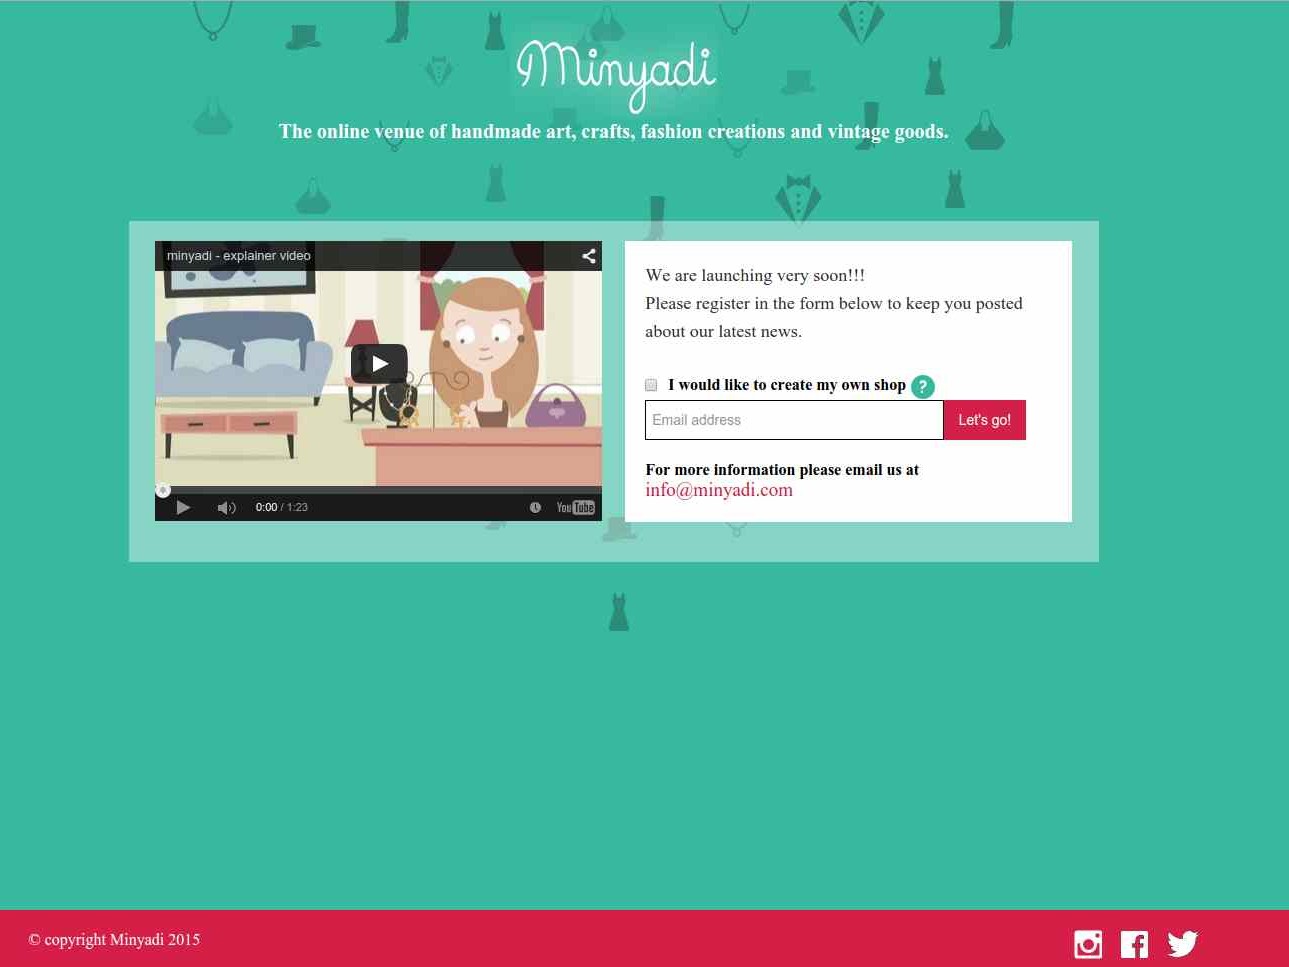 Minyadi
The online venue of handmade art, crafts, fashion creations and vintage goods.
minyadi - explainer video
0:00 / 1:23
YouTube
We are launching very soon!!!
Please register in the form below to keep you posted
about our latest news.
I would like to create my own shop ?
Email address
Let's go!
For more information please email us at
info@minyadi.com
© copyright Minyadi 2015